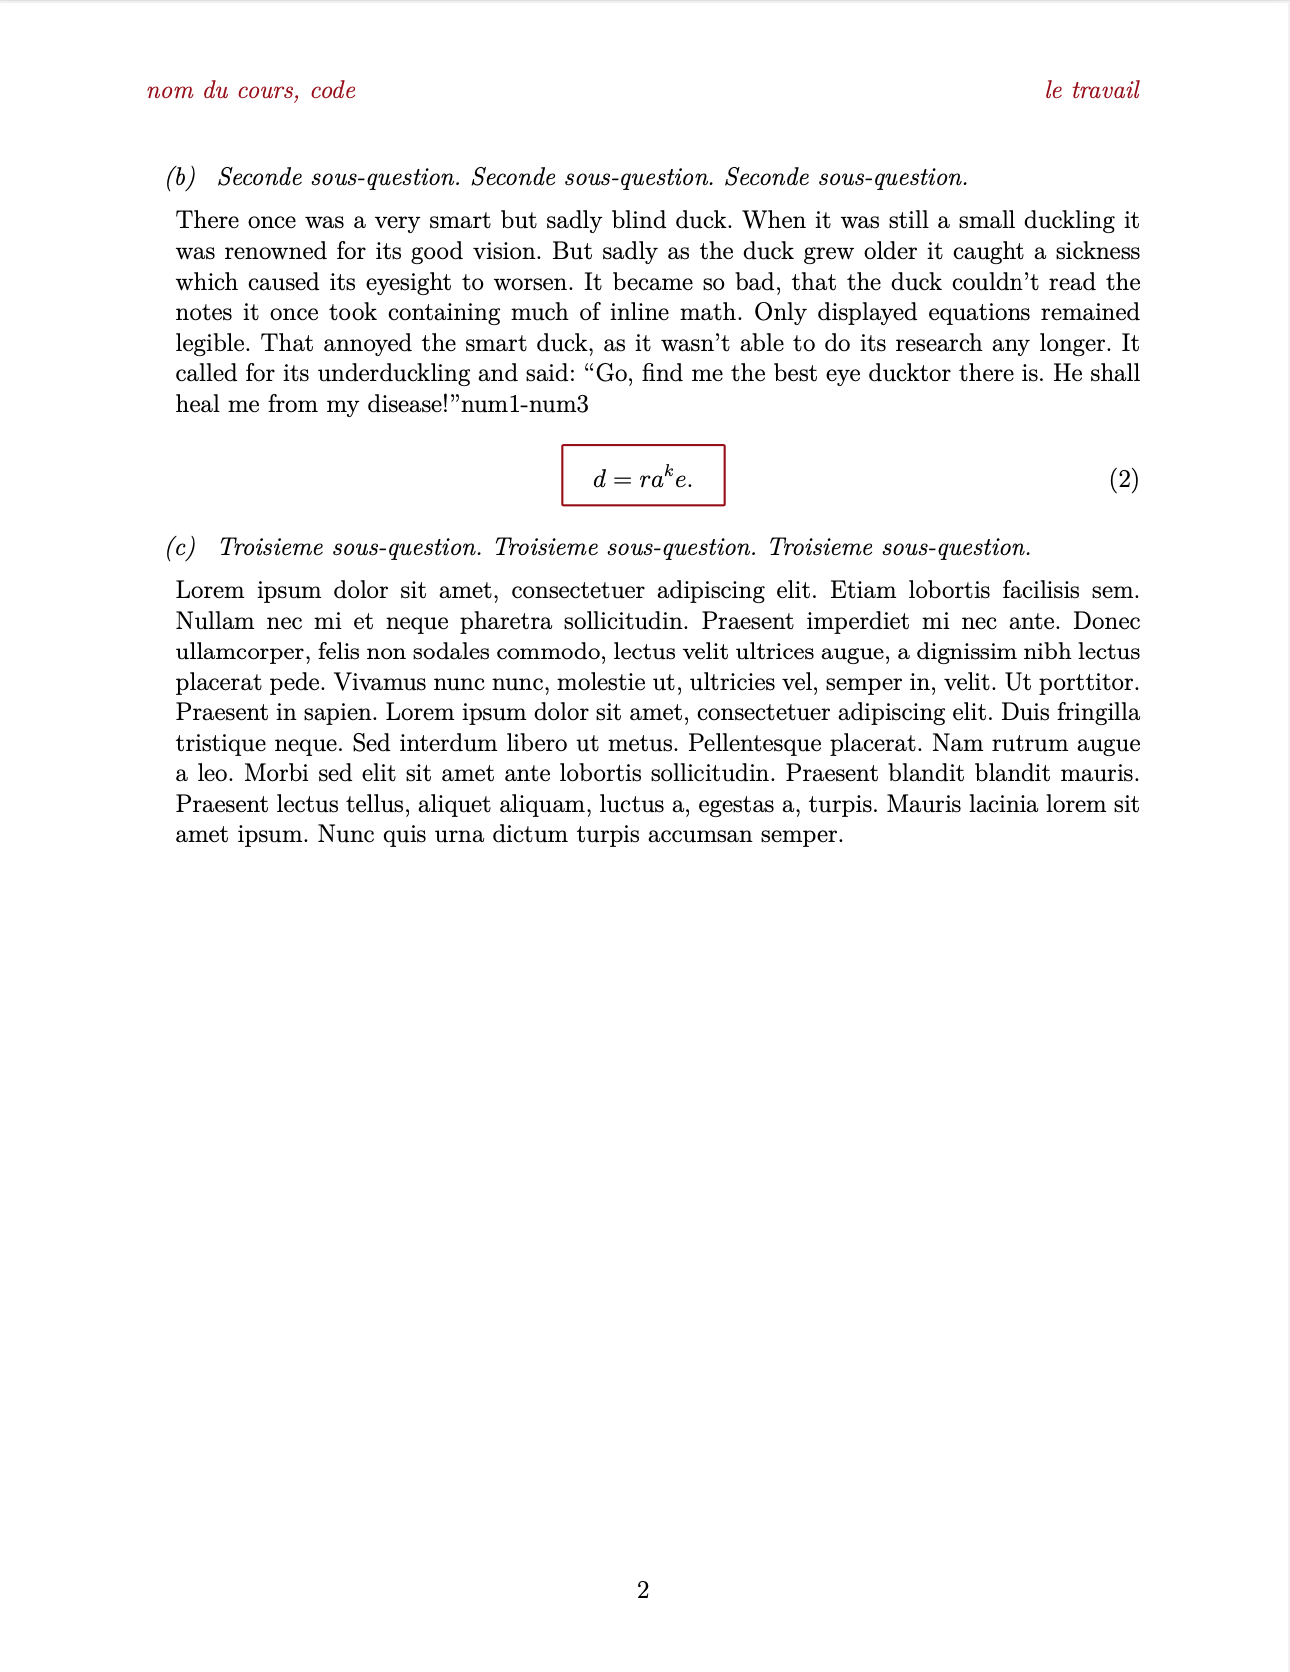 nom du cours, code le travail
(b) Seconde sous-question. Seconde sous-question. Seconde sous-question.
There once was a very smart but sadly blind duck. When it was still a small duckling it
was renowned for its good vision. But sadly as the duck grew older it caught a sickness
which caused its eyesight to worsen. It became so bad, that the duck couldn’t read the
notes it once took containing much of inline math. Only displayed equations remained
legible. That annoyed the smart duck, as it wasn’t able to do its research any longer. It
called for its underduckling and said: “Go, find me the best eye ducktor there is. He shall
heal me from my disease!”num1-num3
d = ra^k e. (2)
(c) Troisieme sous-question. Troisieme sous-question. Troisieme sous-question.
Lorem ipsum dolor sit amet, consectetuer adipiscing elit. Etiam lobortis facilisis sem.
Nullam nec mi et neque pharetra sollicitudin. Praesent imperdiet mi nec ante. Donec
ullamcorper, felis non sodales commodo, lectus velit ultrices augue, a dignissim nibh lectus
placerat pede. Vivamus nunc nunc, molestie ut, ultricies vel, semper in, velit. Ut porttitor.
Praesent in sapien. Lorem ipsum dolor sit amet, consectetuer adipiscing elit. Duis fringilla
tristique neque. Sed interdum libero ut metus. Pellentesque placerat. Nam rutrum augue
a leo. Morbi sed elit sit amet ante lobortis sollicitudin. Praesent blandit blandit mauris.
Praesent lectus tellus, aliquet aliquam, luctus a, egestas a, turpis. Mauris lacinia lorem sit
amet ipsum. Nunc quis urna dictum turpis accumsan semper.
2